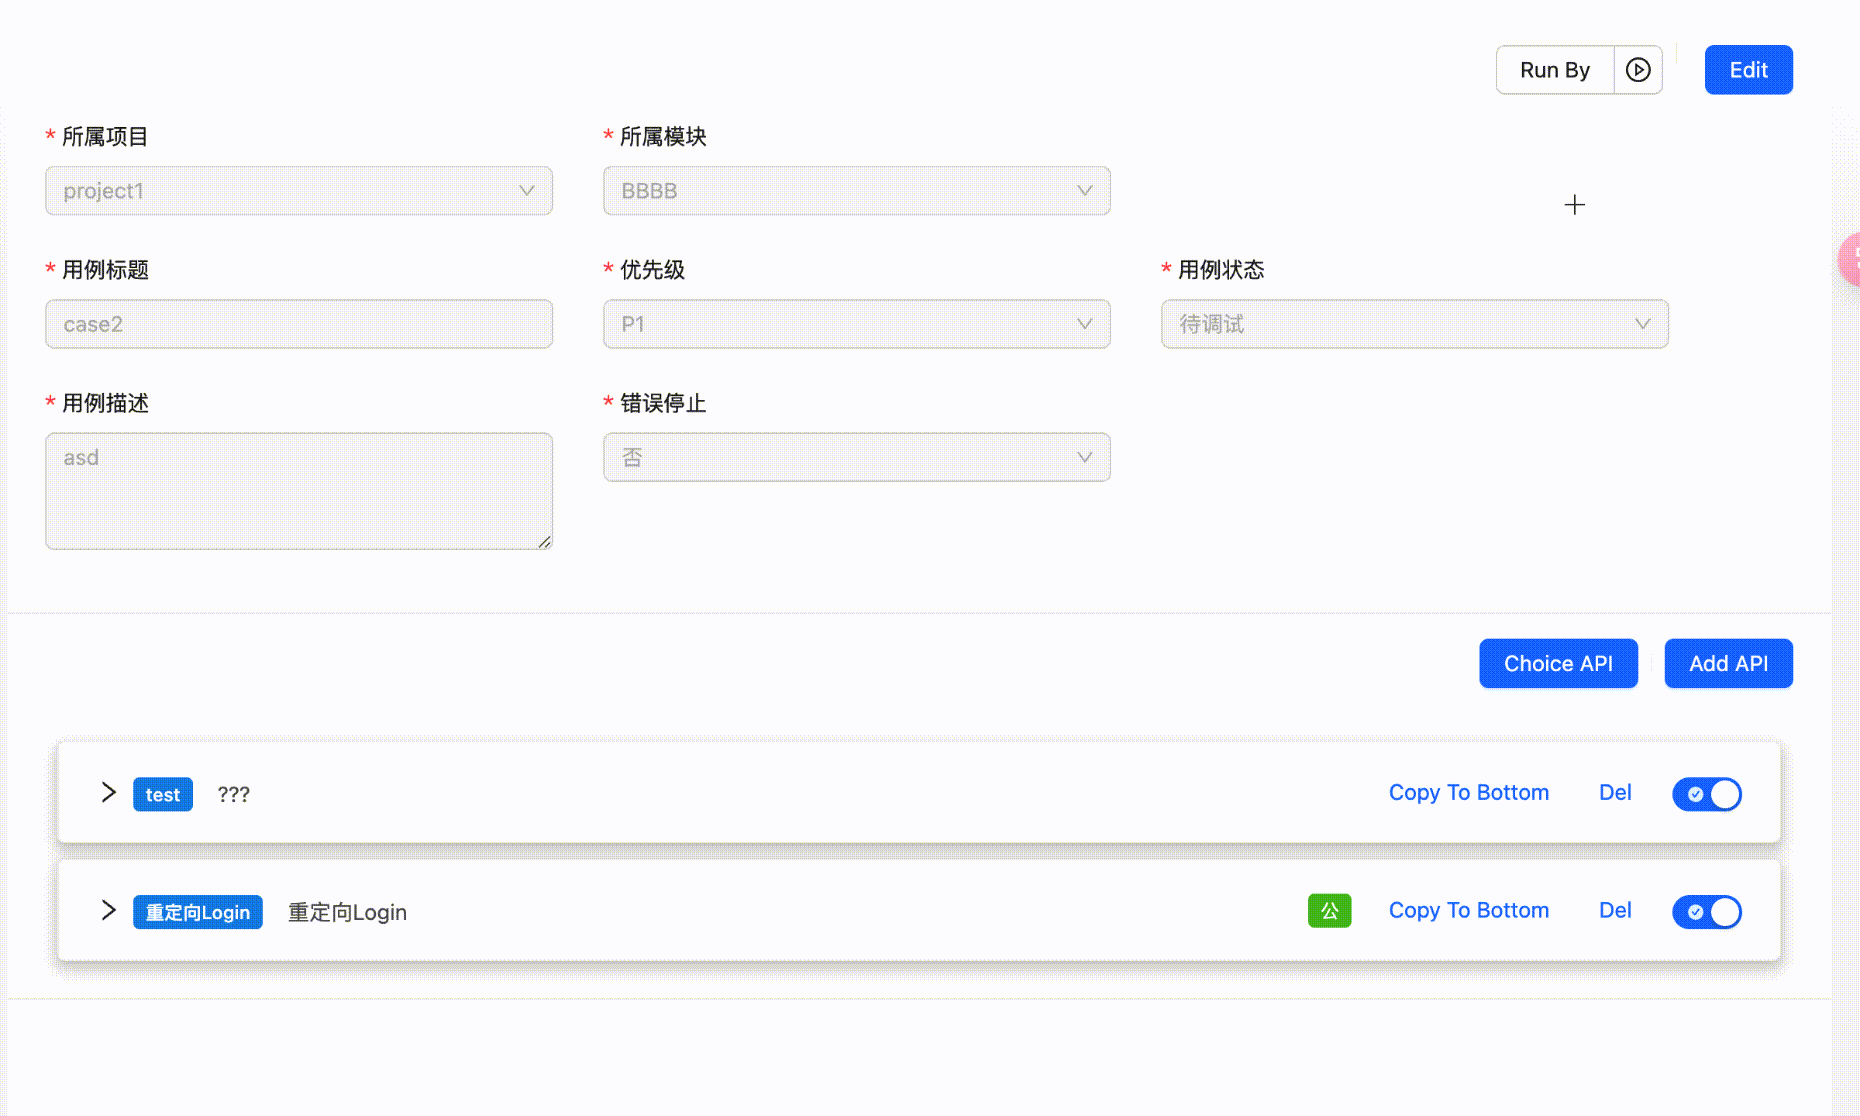 Run By
Edit
* 所属项目
* 所属模块
project1
BBBB
* 用例标题
* 优先级
* 用例状态
case2
P1
待调试
* 用例描述
* 错误停止
asd
否
Choice API
Add API
test
???
Copy To Bottom
Del
重定向Login
重定向Login
公
Copy To Bottom
Del